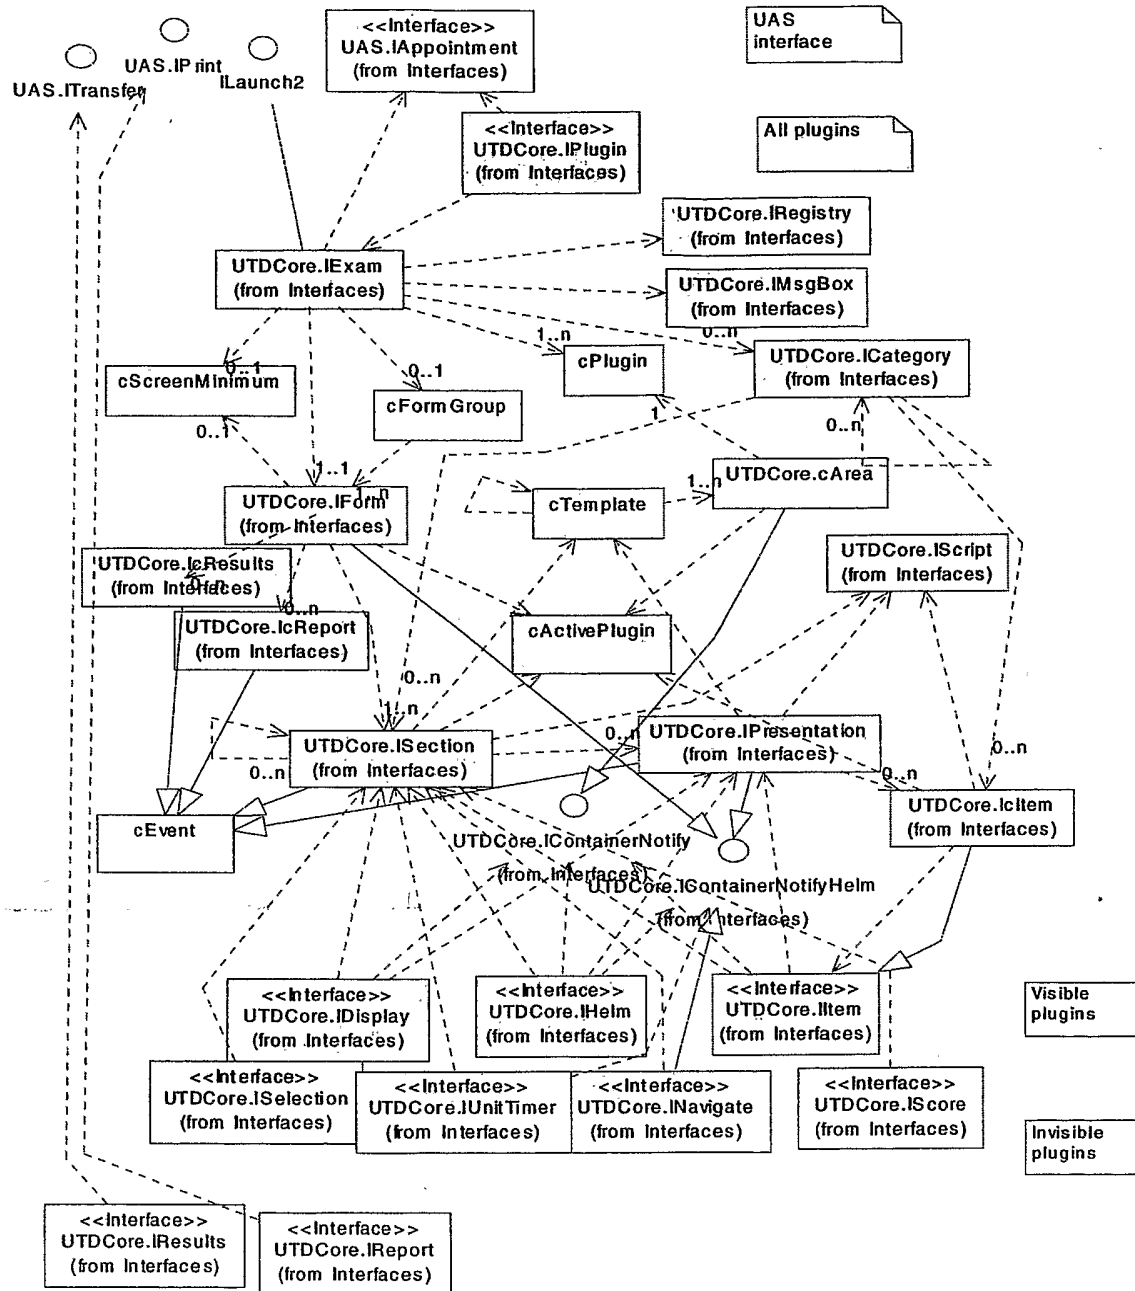 <<Interface>>
UAS.IAppointment
(from Interfaces)
UAS
interface
UAS.IPrint
ILaunch2
UAS.ITransfer
<<Interface>>
UTDCore.IPlugin
(from Interfaces)
All plugins
UTDCore.IRegistry
(from Interfaces)
UTDCore.IExam
(from Interfaces)
UTDCore.IMsgBox
(from Interfaces)
1..n
0..n
cPlugin
UTDCore.ICategory
(from Interfaces)
0..1
cScreenMinimum
0..1
cFormGroup
0..1
1
0..n
1..1
1..n
UTDCore.IForm
(from Interfaces)
cTemplate
1..n
UTDCore.cArea
UTDCore.IcResults
(from Interfaces)
0..n
UTDCore.IScript
(from Interfaces)
0..n
UTDCore.IcReport
(from Interfaces)
cActivePlugin
0..n
1..n
UTDCore.ISection
(from Interfaces)
0..n
0..n
UTDCore.IPresentation
(from Interfaces)
0..n
0..n
UTDCore.IcItem
(from Interfaces)
cEvent
UTDCore.IContainerNotify
(from Interfaces)
UTDCore.IContainerNotifyHelm
(from Interfaces)
<<Interface>>
UTDCore.IDisplay
(from Interfaces)
<<Interface>>
UTDCore.IHelm
(from Interfaces)
<<Interface>>
UTDCore.IItem
(from Interfaces)
Visible
plugins
<<Interface>>
UTDCore.ISelection
(from Interfaces)
<<Interface>>
UTDCore.IUnitTimer
(from Interfaces)
<<Interface>>
UTDCore.INavigate
(from Interfaces)
<<Interface>>
UTDCore.IScore
(from Interfaces)
Invisible
plugins
<<Interface>>
UTDCore.IResults
(from Interfaces)
<<Interface>>
UTDCore.IReport
(from Interfaces)